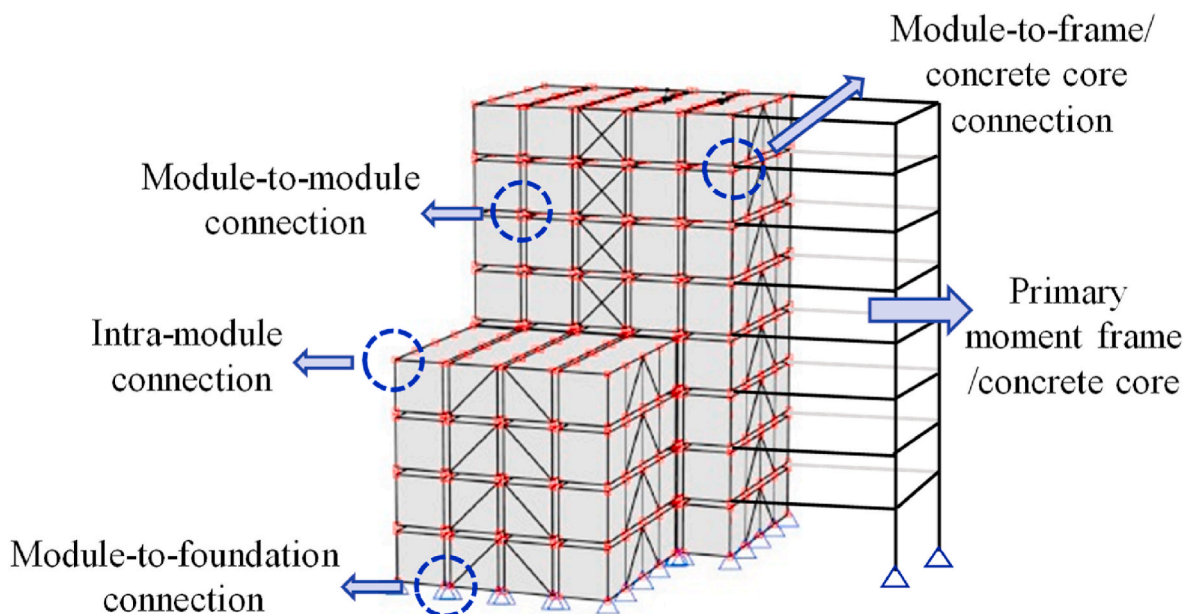 Module-to-frame/
concrete core
connection
Module-to-module
connection
Primary
moment frame
/concrete core
Intra-module
connection
Module-to-foundation
connection